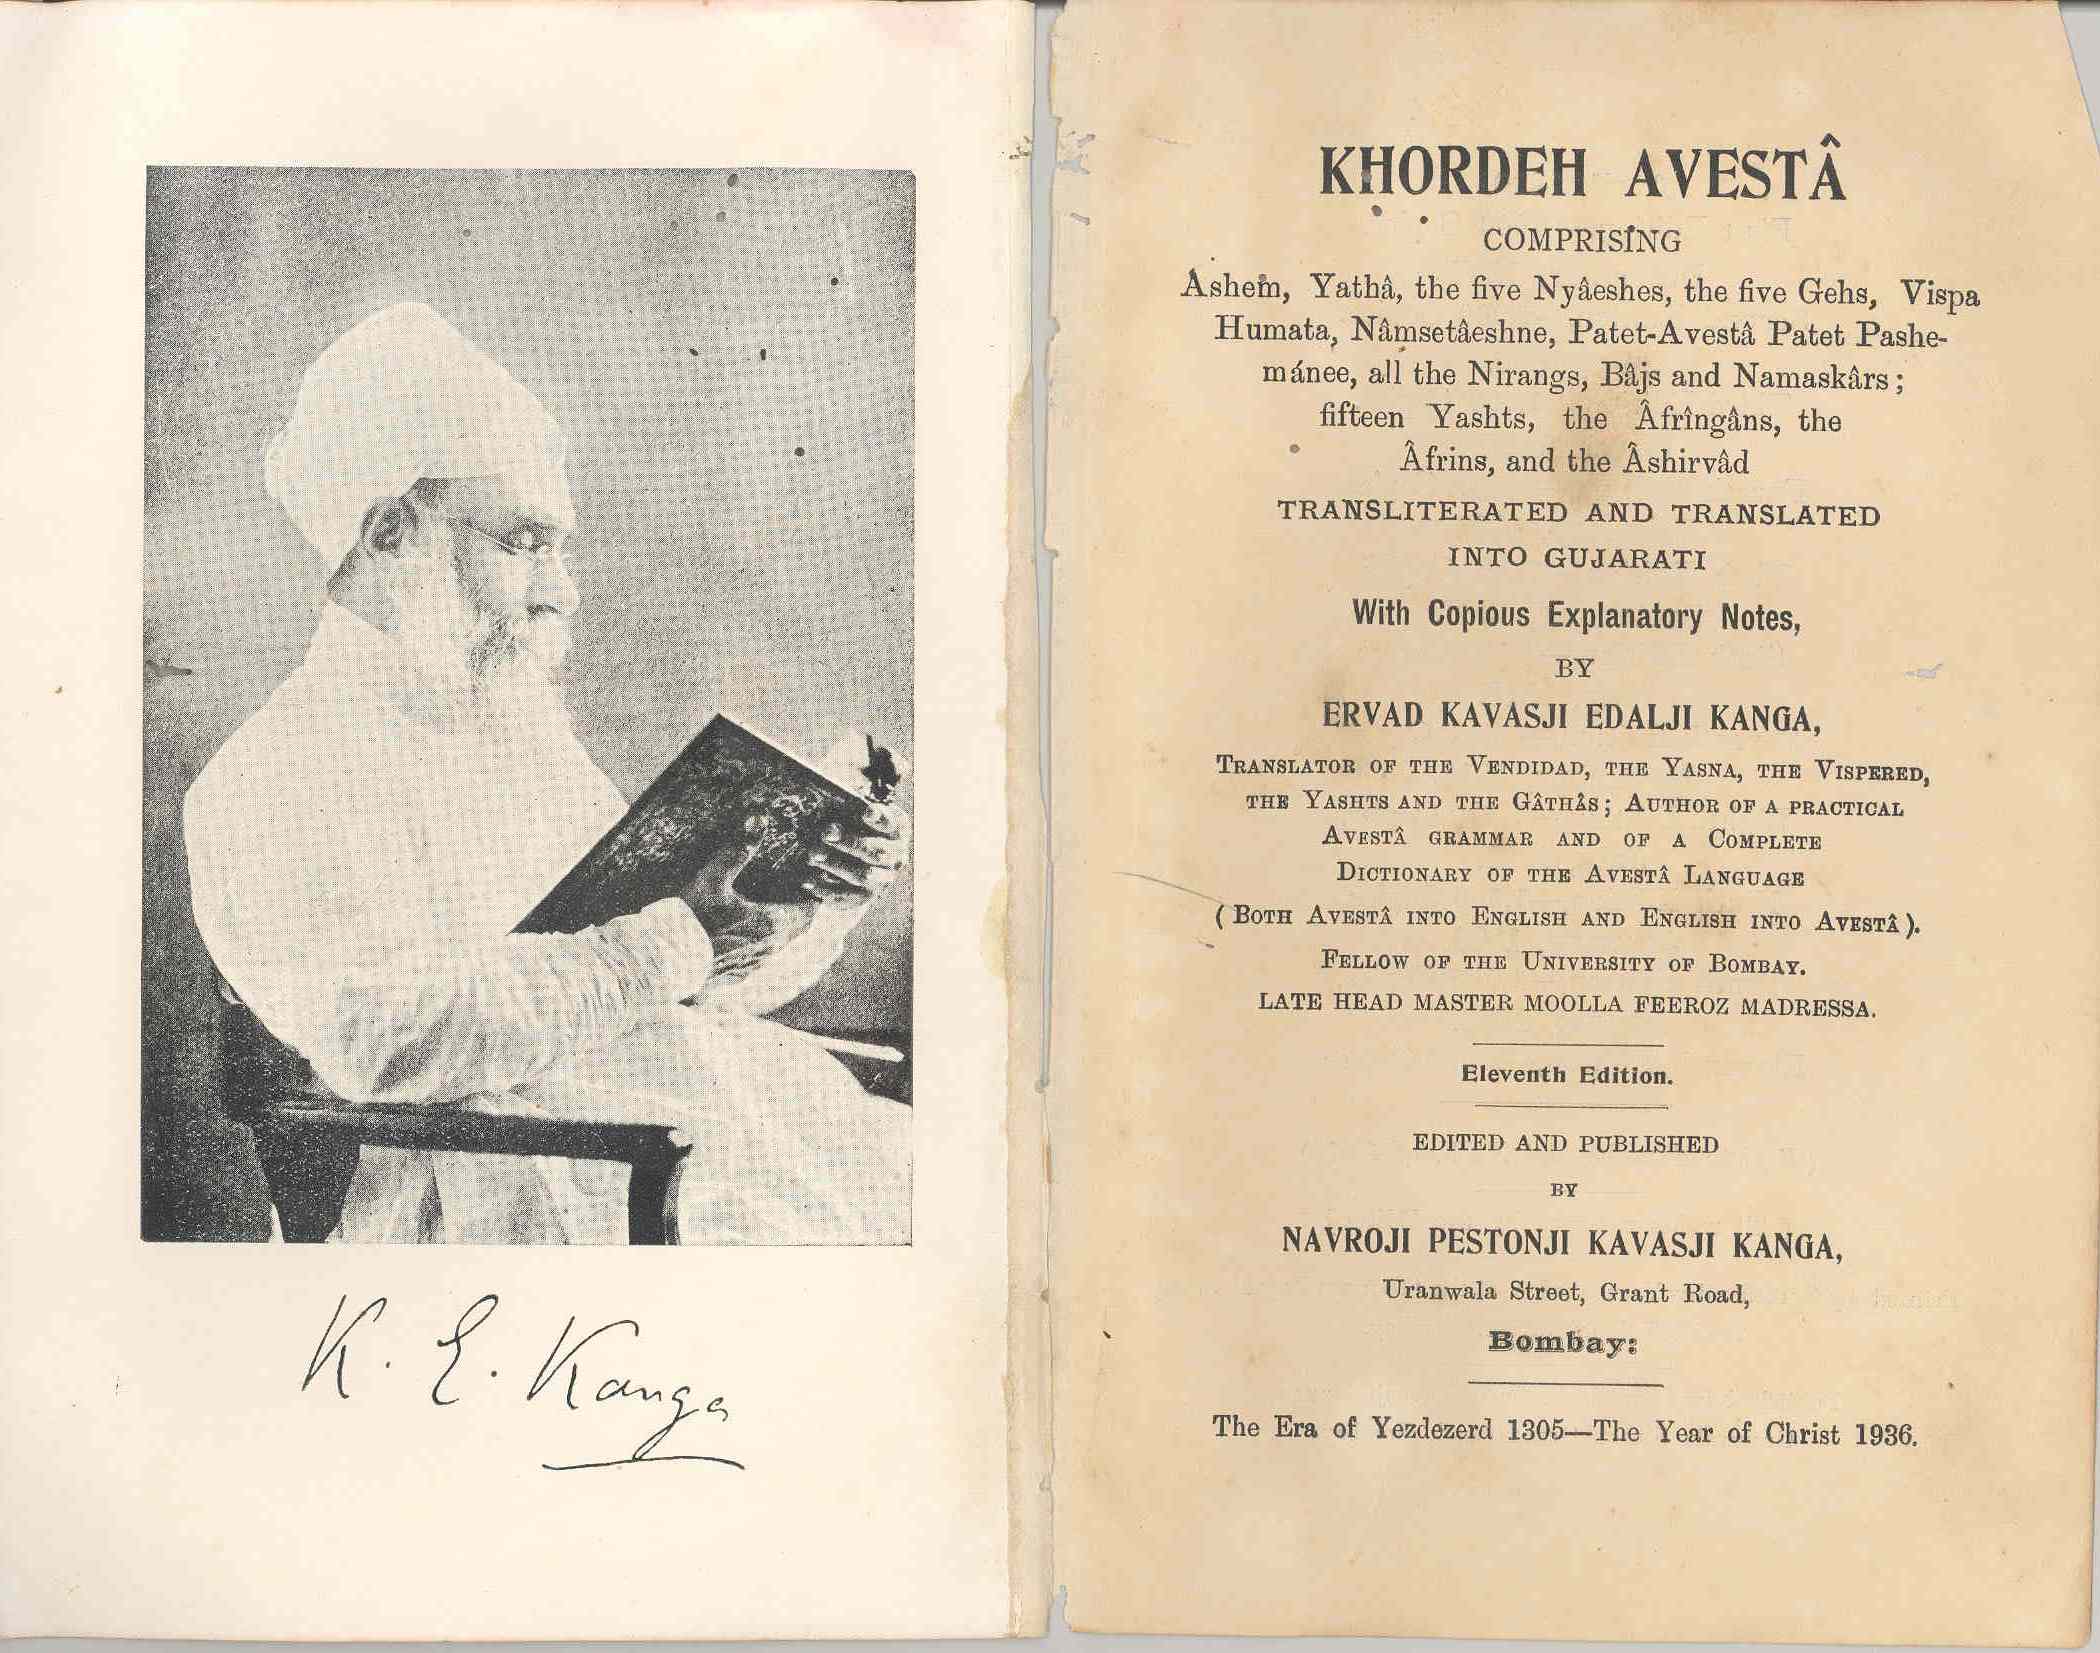 K. E. Kanga
KHORDEH AVESTÂ
COMPRISING
Ashem, Yathâ, the five Nyâeshes, the five Gehs, Vispa
Humata, Nâmsetâeshne, Patet-Avestâ Patet Pashe-
mánee, all the Nirangs, Bâjs and Namaskârs;
fifteen Yashts, the Âfrîngâns, the
Âfrins, and the Âshirvâd
TRANSLITERATED AND TRANSLATED
INTO GUJARATI
With Copious Explanatory Notes,
BY
ERVAD KAVASJI EDALJI KANGA,
TRANSLATOR OF THE VENDIDAD, THE YASNA, THE VISPERED,
THE YASHTS AND THE GÂTHÂS; AUTHOR OF A PRACTICAL
AVESTÂ GRAMMAR AND OF A COMPLETE
DICTIONARY OF THE AVESTÂ LANGUAGE
(BOTH AVESTÂ INTO ENGLISH AND ENGLISH INTO AVESTÂ).
FELLOW OF THE UNIVERSITY OF BOMBAY.
LATE HEAD MASTER MOOLLA FEEROZ MADRESSA.
Eleventh Edition.
EDITED AND PUBLISHED
BY
NAVROJI PESTONJI KAVASJI KANGA,
Uranwala Street, Grant Road,
Bombay:
The Era of Yezdezerd 1305—The Year of Christ 1936.